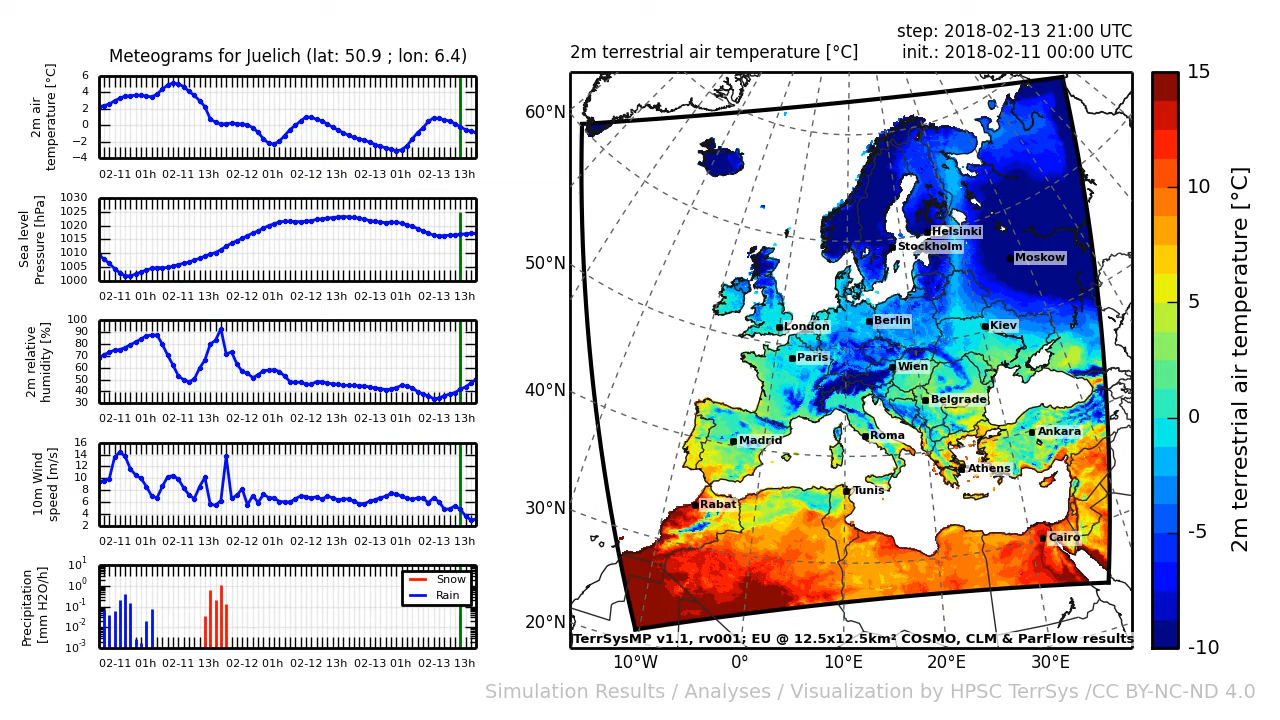 step: 2018-02-13 21:00 UTC
Meteograms for Juelich (lat: 50.9 ; lon: 6.4)
2m terrestrial air temperature [°C]
init.: 2018-02-11 00:00 UTC
2m air
temperature [°C]
6
4
2
0
−2
−4
02-11 01h 02-11 13h 02-12 01h 02-12 13h 02-13 01h 02-13 13h
Sea level
Pressure [hPa]
1030
1025
1020
1015
1010
1005
1000
02-11 01h 02-11 13h 02-12 01h 02-12 13h 02-13 01h 02-13 13h
2m relative
humidity [%]
100
90
80
70
60
50
40
30
02-11 01h 02-11 13h 02-12 01h 02-12 13h 02-13 01h 02-13 13h
10m Wind
speed [m/s]
16
14
12
10
8
6
4
2
02-11 01h 02-11 13h 02-12 01h 02-12 13h 02-13 01h 02-13 13h
Precipitation
[mm H2O/h]
10¹
10⁰
10⁻¹
10⁻²
10⁻³
Snow
Rain
02-11 01h 02-11 13h 02-12 01h 02-12 13h 02-13 01h 02-13 13h
60°N
50°N
40°N
30°N
20°N
Helsinki
Stockholm
Moskow
London
Berlin
Kiev
Paris
Wien
Belgrade
Madrid
Roma
Ankara
Athens
Tunis
Rabat
Cairo
TerrSysMP v1.1, rv001; EU @ 12.5x12.5km² COSMO, CLM & ParFlow results
10°W 0° 10°E 20°E 30°E
15
10
5
0
-5
-10
2m terrestrial air temperature [°C]
Simulation Results / Analyses / Visualization by HPSC TerrSys /CC BY-NC-ND 4.0